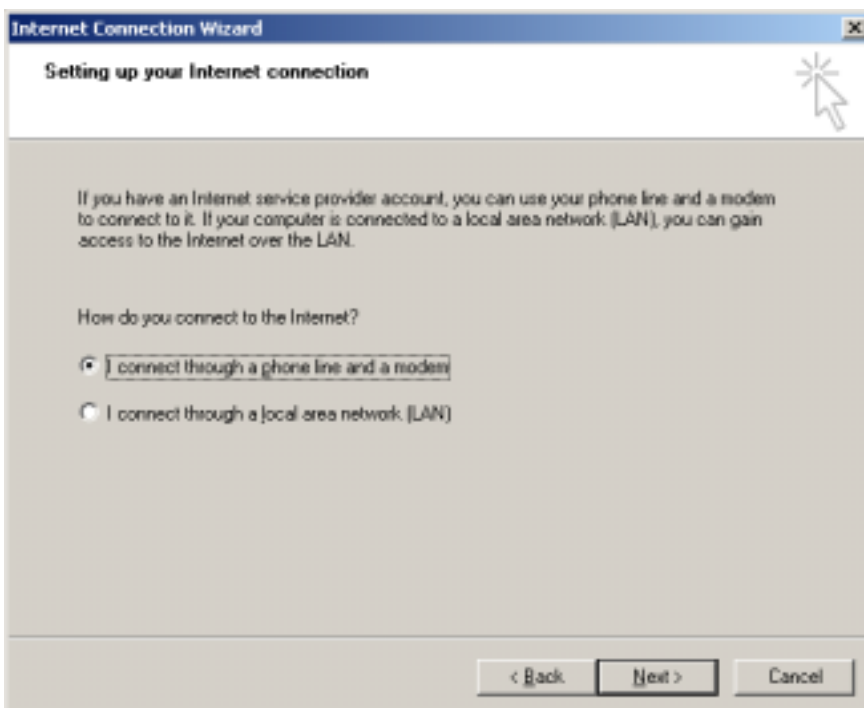 Internet Connection Wizard
Setting up your Internet connection
If you have an Internet service provider account, you can use your phone line and a modem
to connect to it. If your computer is connected to a local area network (LAN), you can gain
access to the Internet over the LAN.
How do you connect to the Internet?
I connect through a phone line and a modem
I connect through a local area network (LAN)
< Back
Next >
Cancel